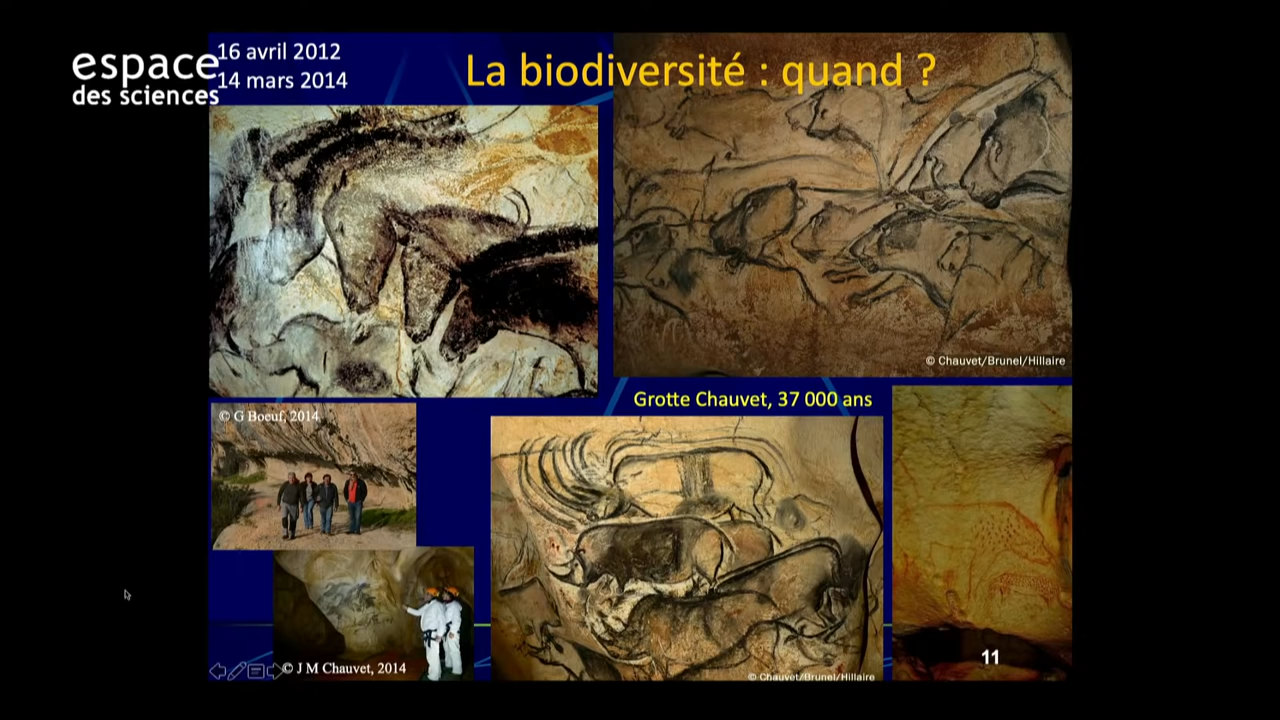 espace
des sciences
16 avril 2012
14 mars 2014
La biodiversité : quand ?
© Chauvet/Brunel/Hillaire
Grotte Chauvet, 37 000 ans
© G Boeuf, 2014
© J M Chauvet, 2014
© Chauvet/Brunel/Hillaire
11